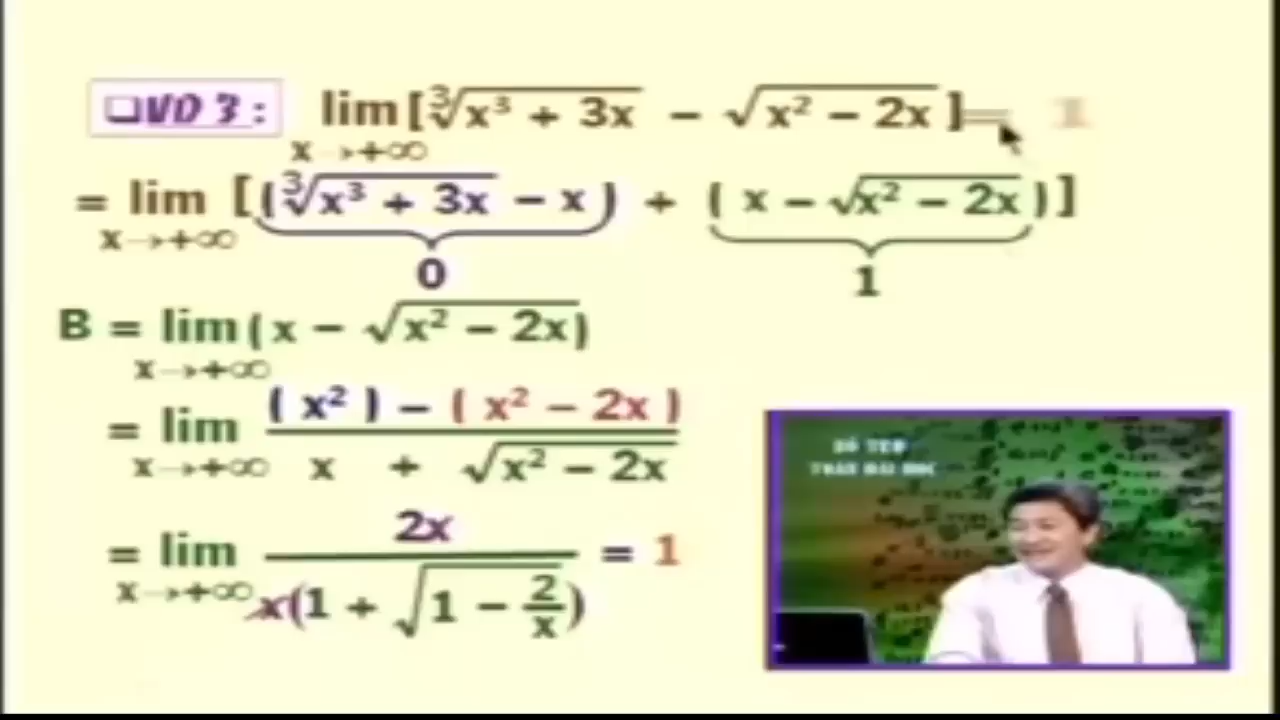 ❑VD 3 : lim[∛(x³ + 3x) − √(x² − 2x)] = 1
x→+∞
= lim [(∛(x³ + 3x) − x) + ( x − √(x² − 2x))]
x→+∞
0 1
B = lim(x − √(x² − 2x))
x→+∞
= lim ( x² ) − ( x² − 2x ) / x + √(x² − 2x)
x→+∞
= lim 2x / x(1 + √(1 − 2/x)) = 1
x→+∞